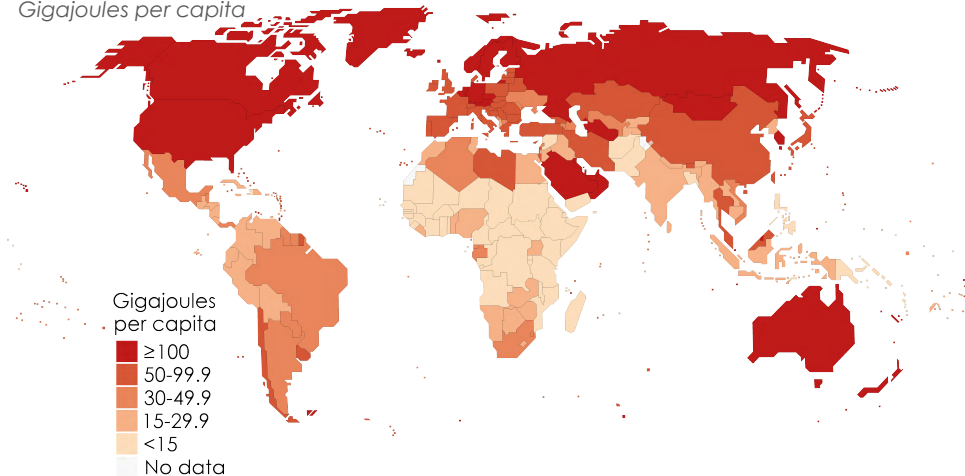 Gigajoules per capita
Gigajoules
per capita
≥100
50-99.9
30-49.9
15-29.9
<15
No data